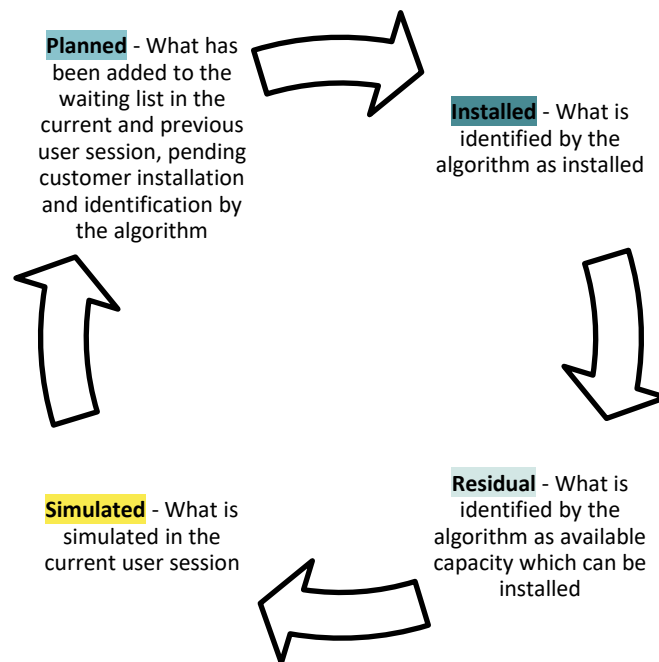 Planned - What has
been added to the
waiting list in the
current and previous
user session, pending
customer installation
and identification by
the algorithm
Installed - What is
identified by the
algorithm as installed
Residual - What is
identified by the
algorithm as available
capacity which can be
installed
Simulated - What is
simulated in the
current user session